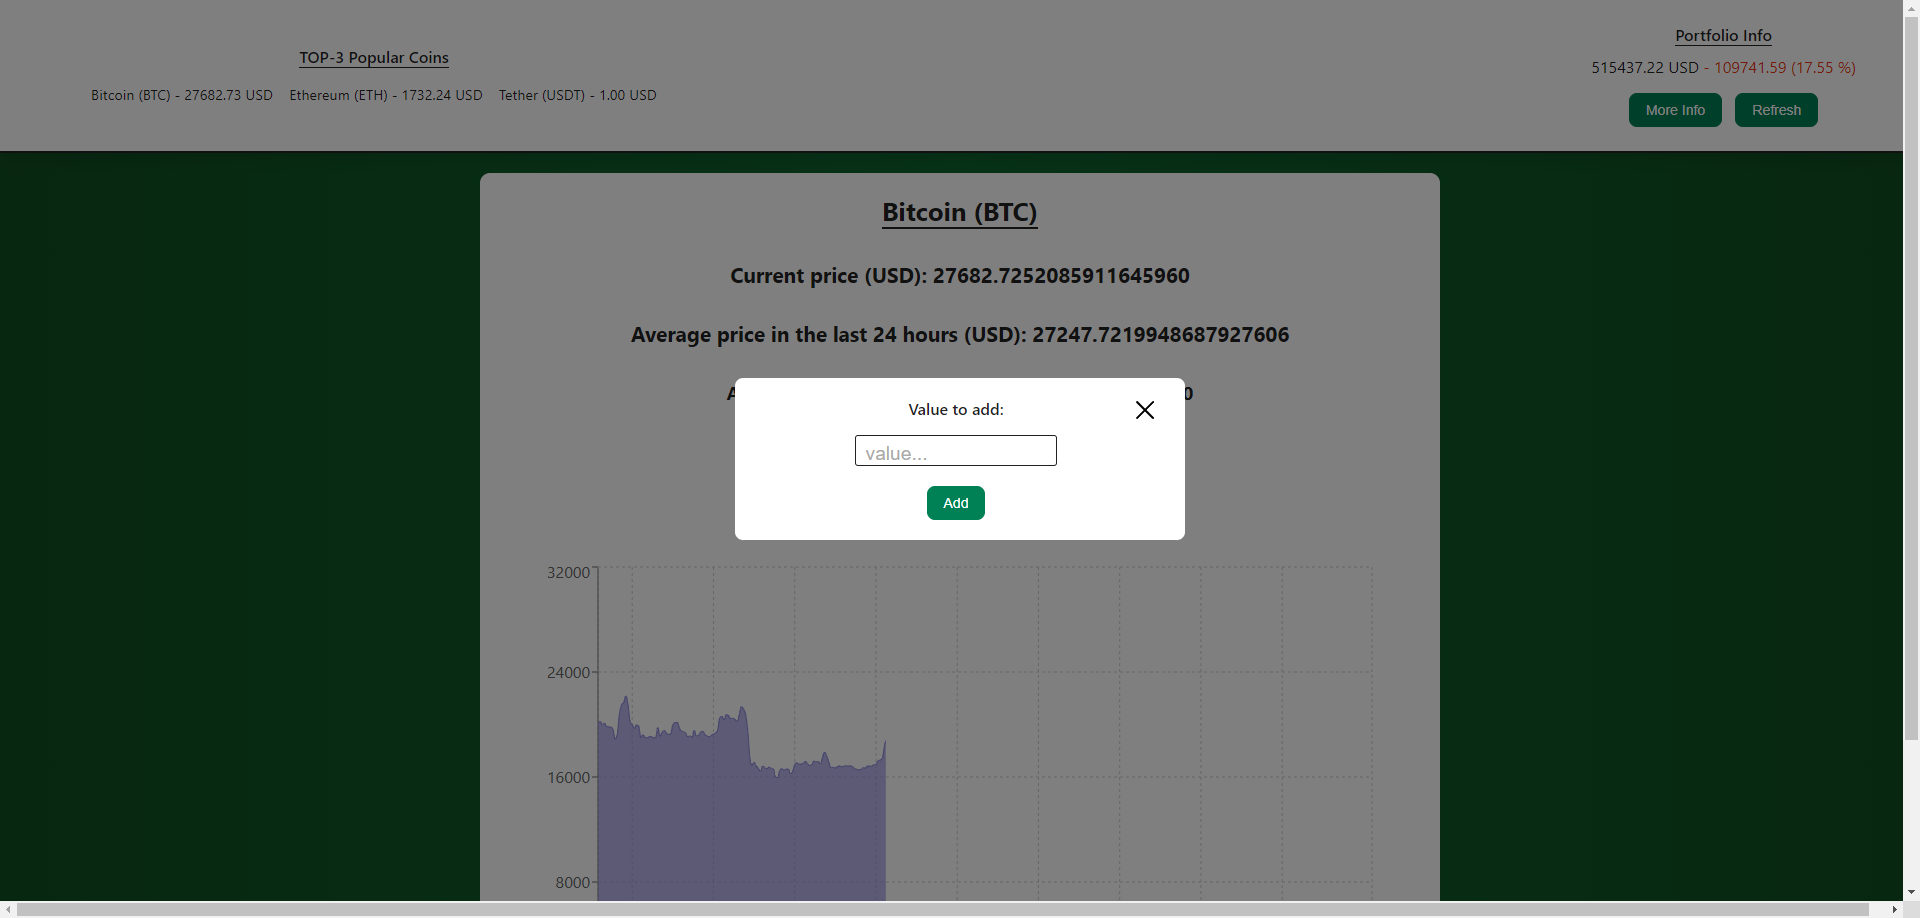 TOP-3 Popular Coins
Bitcoin (BTC) - 27682.73 USD Ethereum (ETH) - 1732.24 USD Tether (USDT) - 1.00 USD
Portfolio Info
515437.22 USD - 109741.59 (17.55 %)
More Info Refresh
Bitcoin (BTC)
Current price (USD): 27682.7252085911645960
Average price in the last 24 hours (USD): 27247.7219948687927606
Value to add:
value...
Add
32000
24000
16000
8000